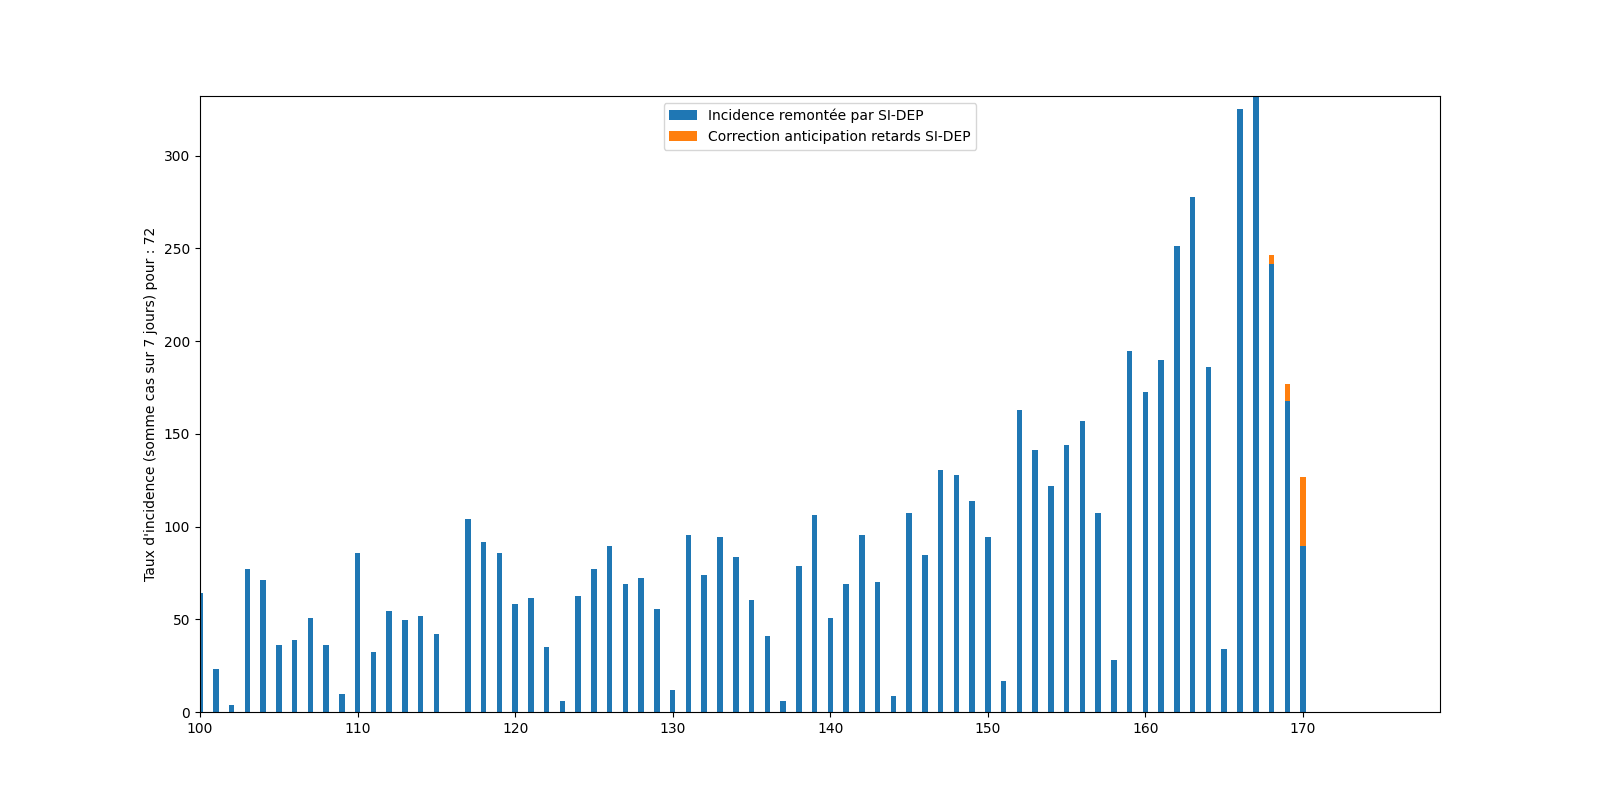 Incidence remontée par SI-DEP
Correction anticipation retards SI-DEP
Taux d'incidence (somme cas sur 7 jours) pour : 72
300
250
200
150
100
50
0
100 110 120 130 140 150 160 170